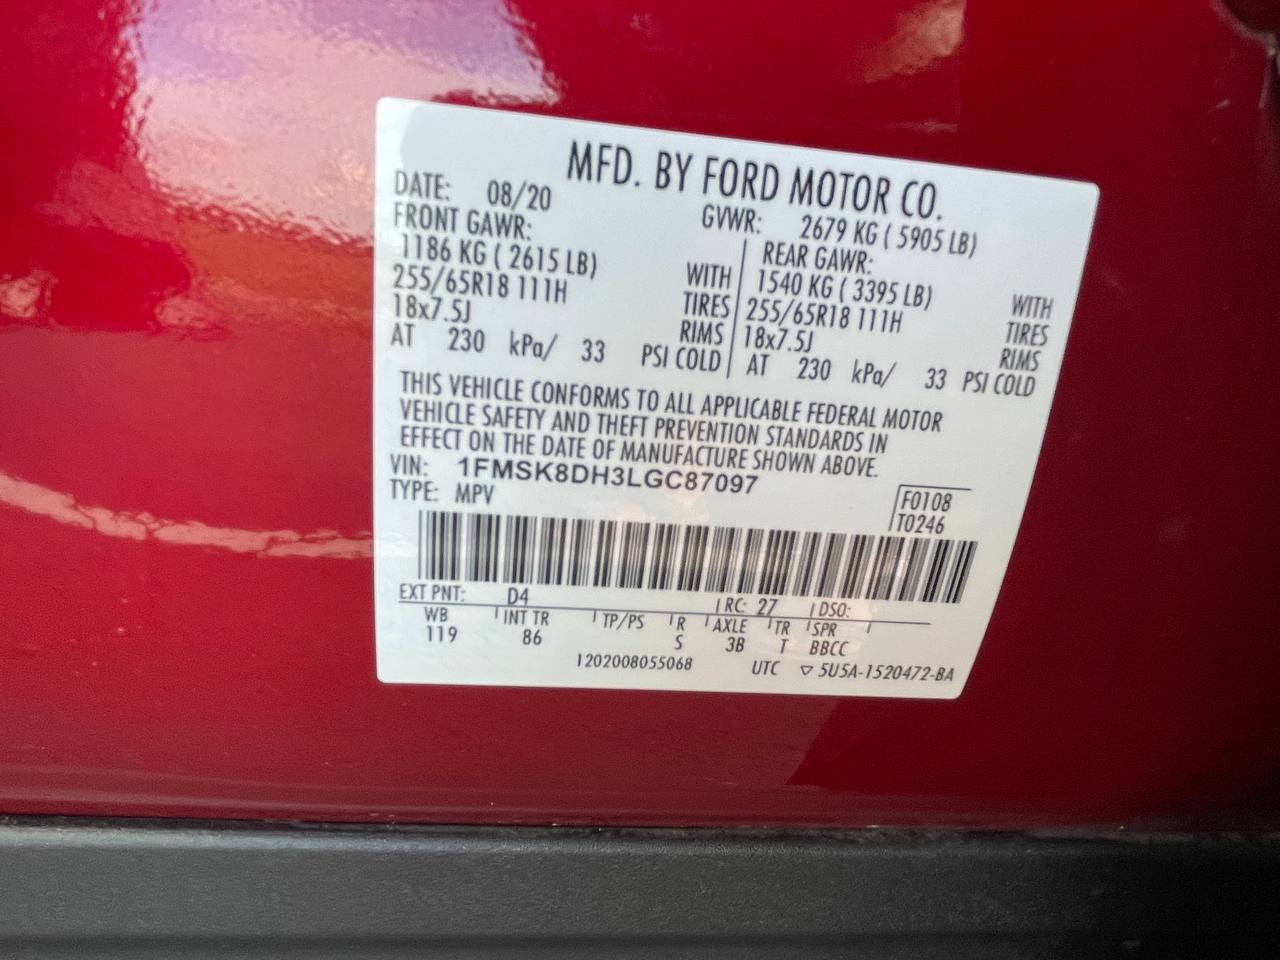 MFD. BY FORD MOTOR CO.
DATE: 08/20 GVWR: 2679 KG ( 5905 LB)
FRONT GAWR: REAR GAWR:
1186 KG ( 2615 LB) WITH 1540 KG ( 3395 LB) WITH
255/65R18 111H TIRES 255/65R18 111H TIRES
18x7.5J RIMS 18x7.5J RIMS
AT 230 kPa/ 33 PSI COLD AT 230 kPa/ 33 PSI COLD
THIS VEHICLE CONFORMS TO ALL APPLICABLE FEDERAL MOTOR
VEHICLE SAFETY AND THEFT PREVENTION STANDARDS IN
EFFECT ON THE DATE OF MANUFACTURE SHOWN ABOVE.
VIN: 1FMSK8DH3LGC87097
TYPE: MPV
F0108
T0246
EXT PNT: D4 RC: 27 DSO:
WB INT TR TP/PS R AXLE TR SPR
119 86 S 3B T BBCC
1202008055068 UTC ▽ 5U5A-1520472-BA